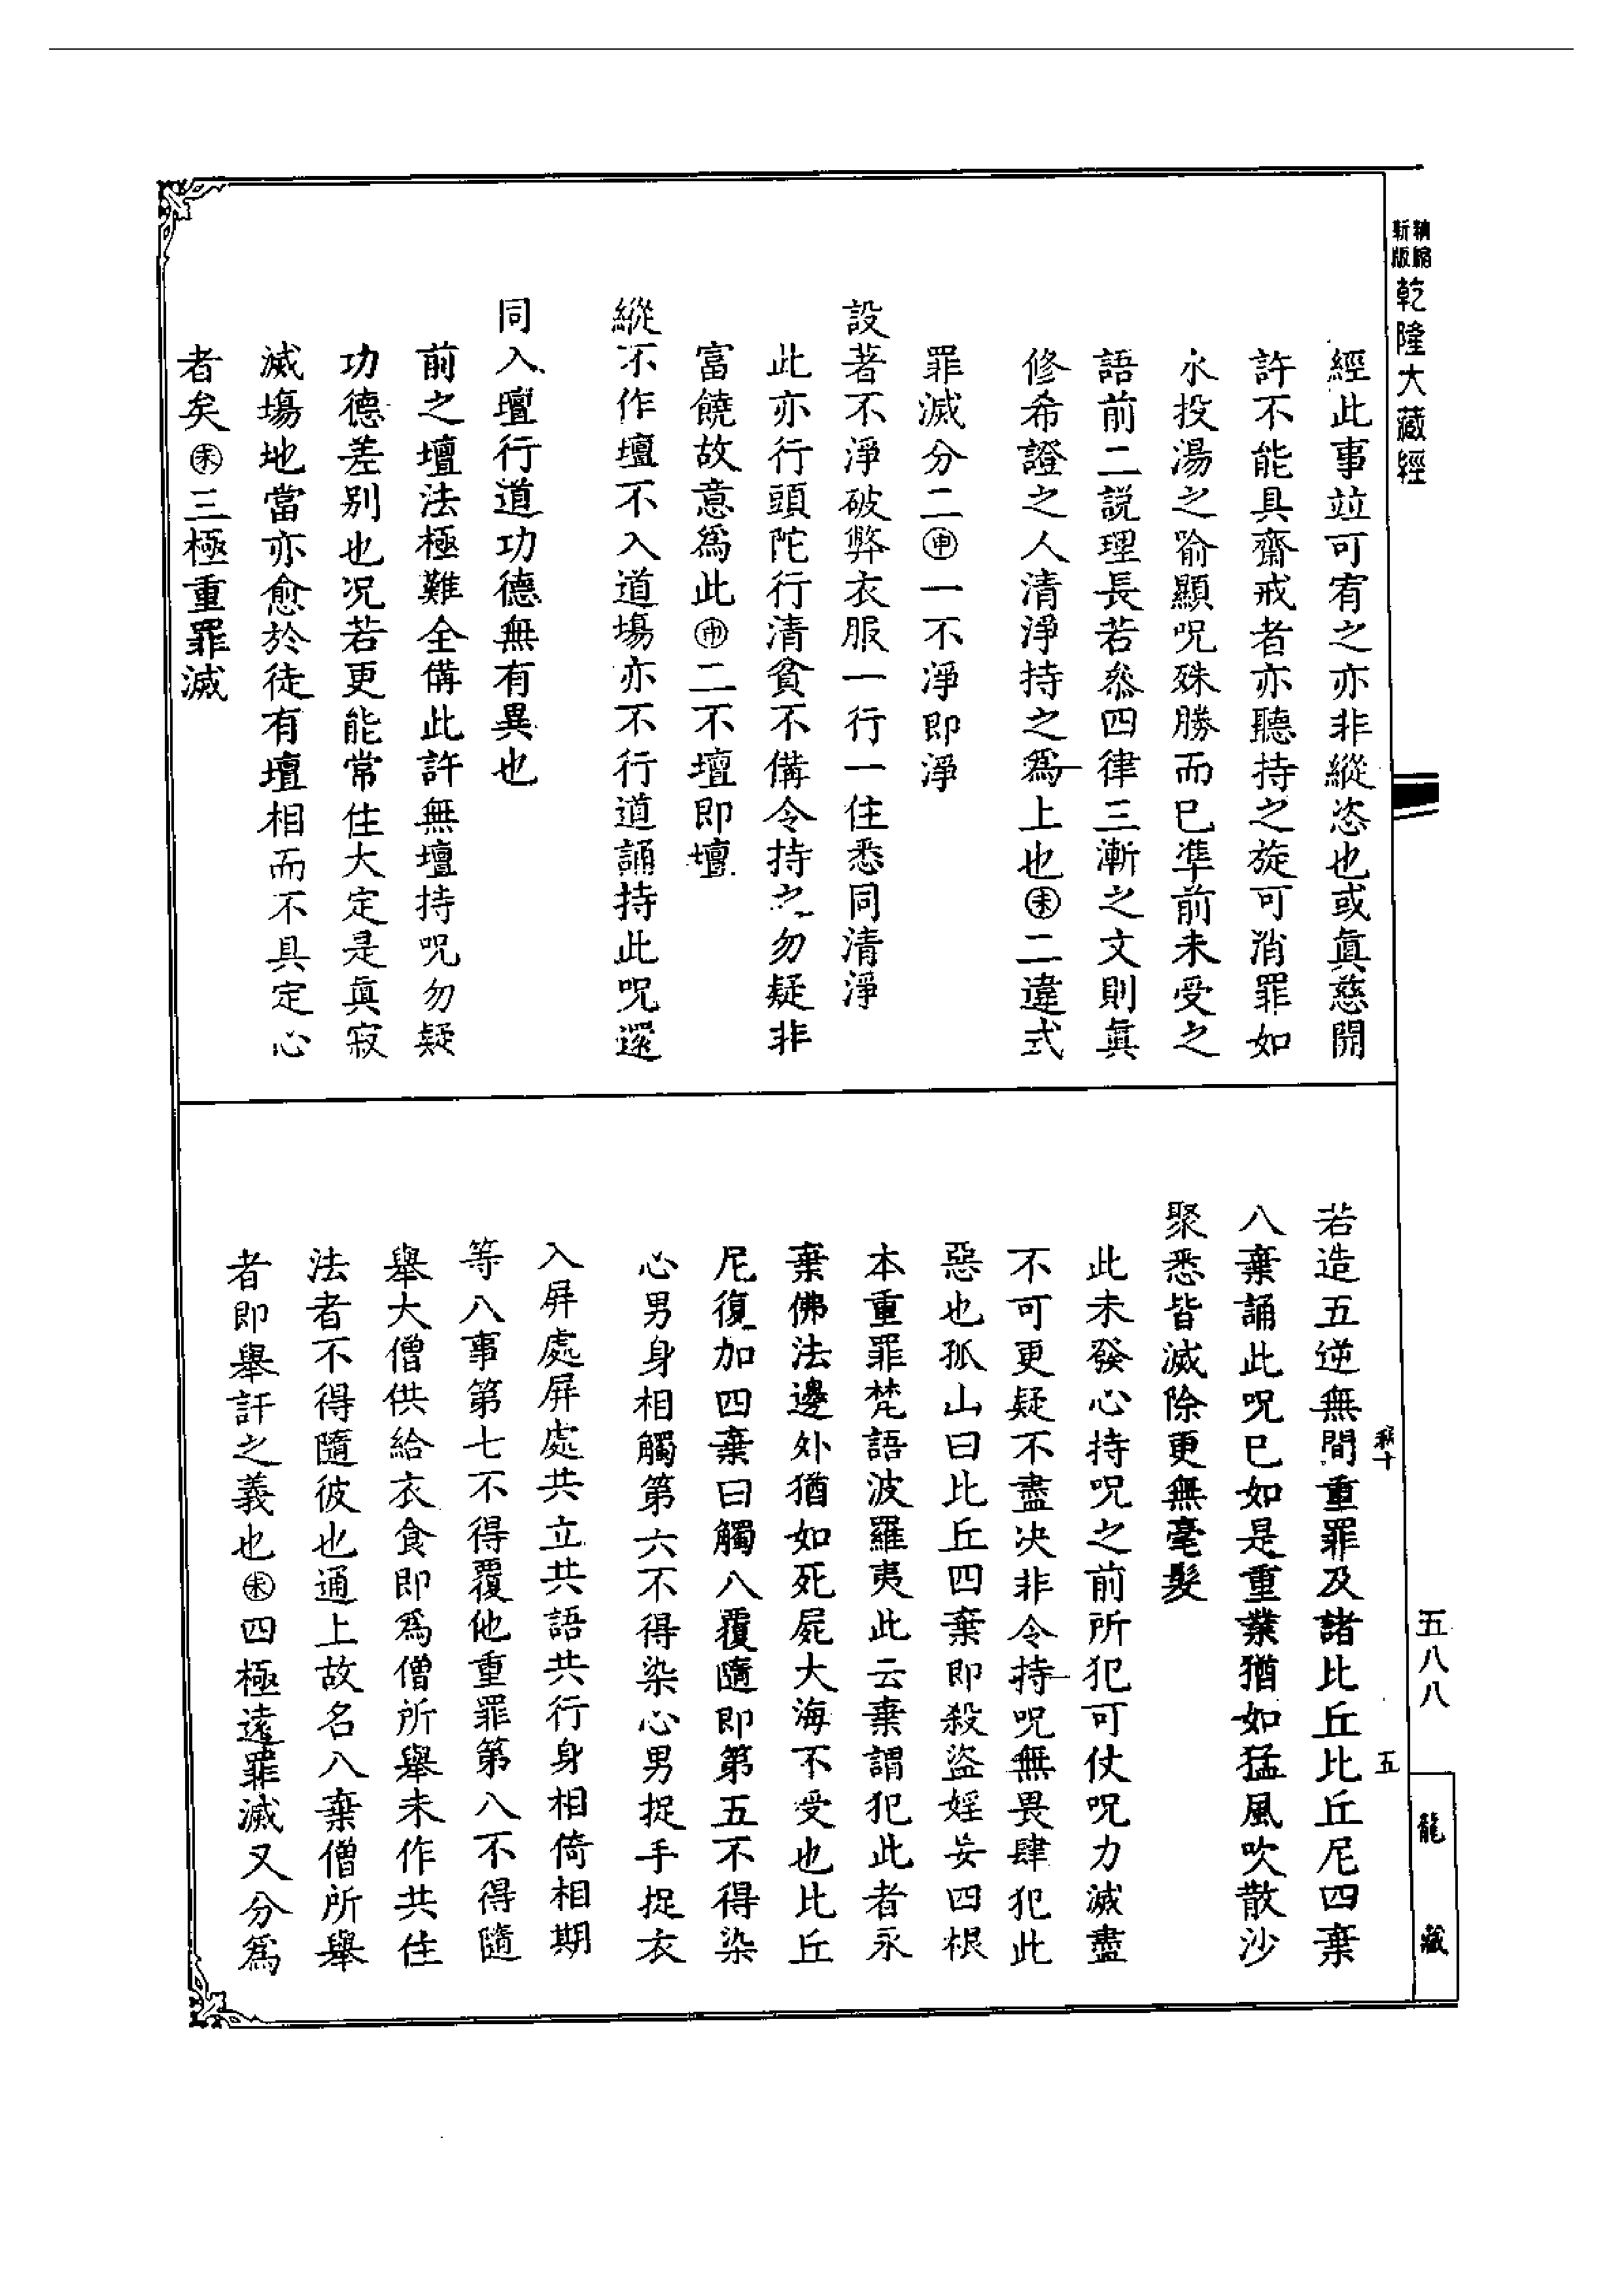 精縮
新版
乾隆大藏經
經此事竝可宥之亦非縱恣也或眞慈開
許不能具齋戒者亦聽持之旋可消罪如
氷投湯之喻顯呪殊勝而已準前未受之
語前二説理長若叅四律三漸之文則眞
修希證之人清淨持之爲上也㊍二違式
罪滅分二㊥一不淨即淨
設著不淨破弊衣服一行一住悉同清淨
此亦行頭陀行清貧不備令持之勿疑非
富饒故意爲此㊥二不壇即壇
縱不作壇不入道塲亦不行道誦持此呪還
同入壇行道功德無有異也
前之壇法極難全備此許無壇持呪勿疑
功德差别也况若更能常住大定是眞寂
滅塲地當亦愈於徒有壇相而不具定心
者矣三極重罪滅
若造五逆無間重罪及諸比丘比丘尼四棄
八棄誦此呪已如是重業猶如猛風吹散沙
聚悉皆滅除更無毫髮
此未發心持呪之前所犯可仗呪力滅盡
不可更疑不盡决非令持呪無畏肆犯此
惡也孤山曰比丘四棄即殺盜婬妄四根
本重罪梵語波羅夷此云棄謂犯此者永
棄佛法邊外猶如死屍大海不受也比丘
尼復加四棄曰觸八覆隨即第五不得染
心男身相觸第六不得染心男捉手捉衣
入屏處屏處共立共語共行身相倚相期
等八事第七不得覆他重罪第八不得隨
舉大僧供給衣食即爲僧所舉未作共住
法者不得隨彼也通上故名八棄僧所舉
者即舉訐之義也四極遠罪滅又分爲
五
五八八
龍藏